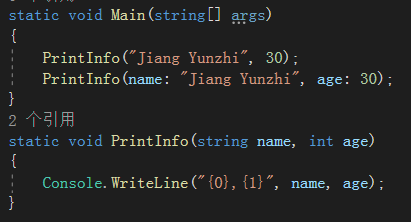 static void Main(string[] args)
{
    PrintInfo("Jiang Yunzhi", 30);
    PrintInfo(name: "Jiang Yunzhi", age: 30);
}
2 个引用
static void PrintInfo(string name, int age)
{
    Console.WriteLine("{0},{1}", name, age);
}